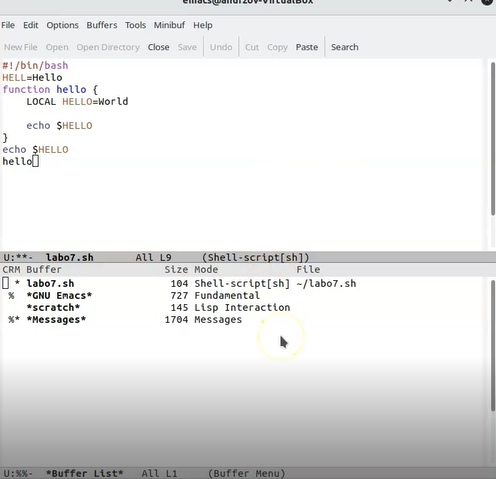 emacs@andrzov-VirtualBox
File Edit Options Buffers Tools Minibuf Help
New File Open Open Directory Close Save Undo Cut Copy Paste Search
#!/bin/bash
HELL=Hello
function hello {
    LOCAL HELLO=World
    echo $HELLO
}
echo $HELLO
hello
U:**- labo7.sh All L9 (Shell-script[sh])
CRM Buffer Size Mode File
* labo7.sh 104 Shell-script[sh] ~/labo7.sh
% *GNU Emacs* 727 Fundamental
*scratch* 145 Lisp Interaction
%* *Messages* 1704 Messages
U:%%- *Buffer List* All L1 (Buffer Menu)